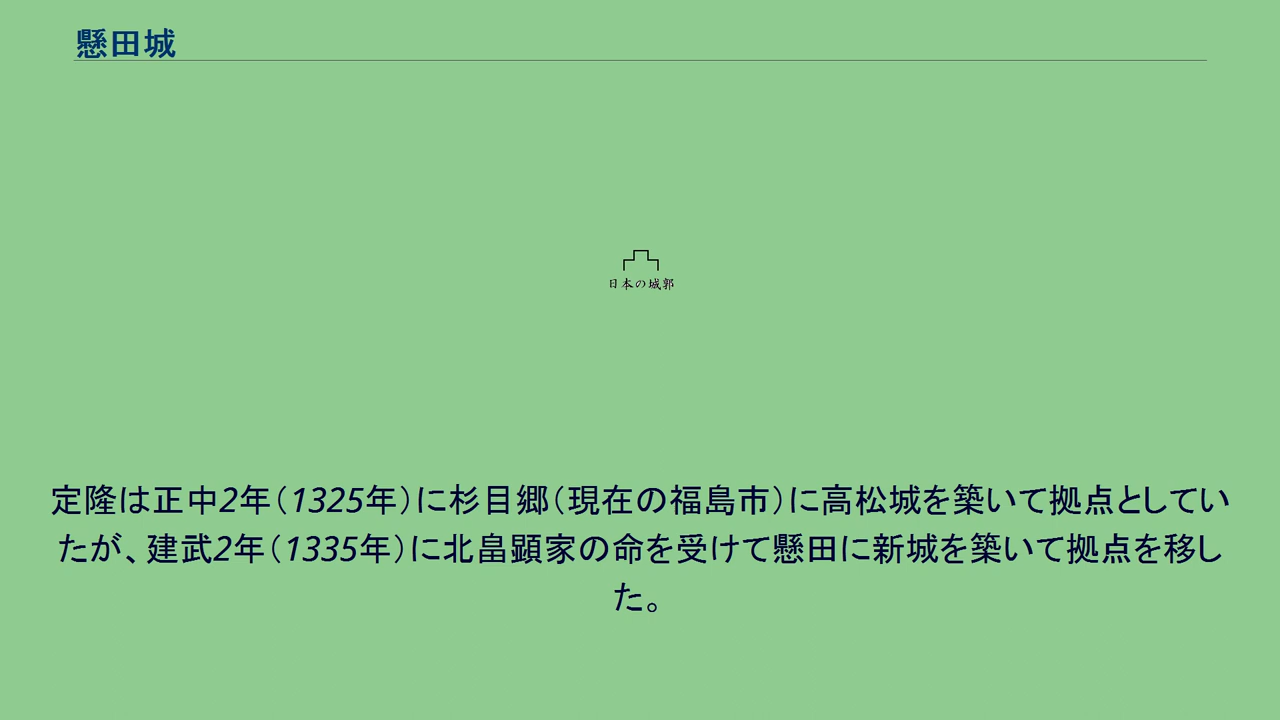 懸田城
日本の城郭
定隆は正中2年（1325年）に杉目郷（現在の福島市）に高松城を築いて拠点としてい
たが、建武2年（1335年）に北畠顕家の命を受けて懸田に新城を築いて拠点を移し
た。